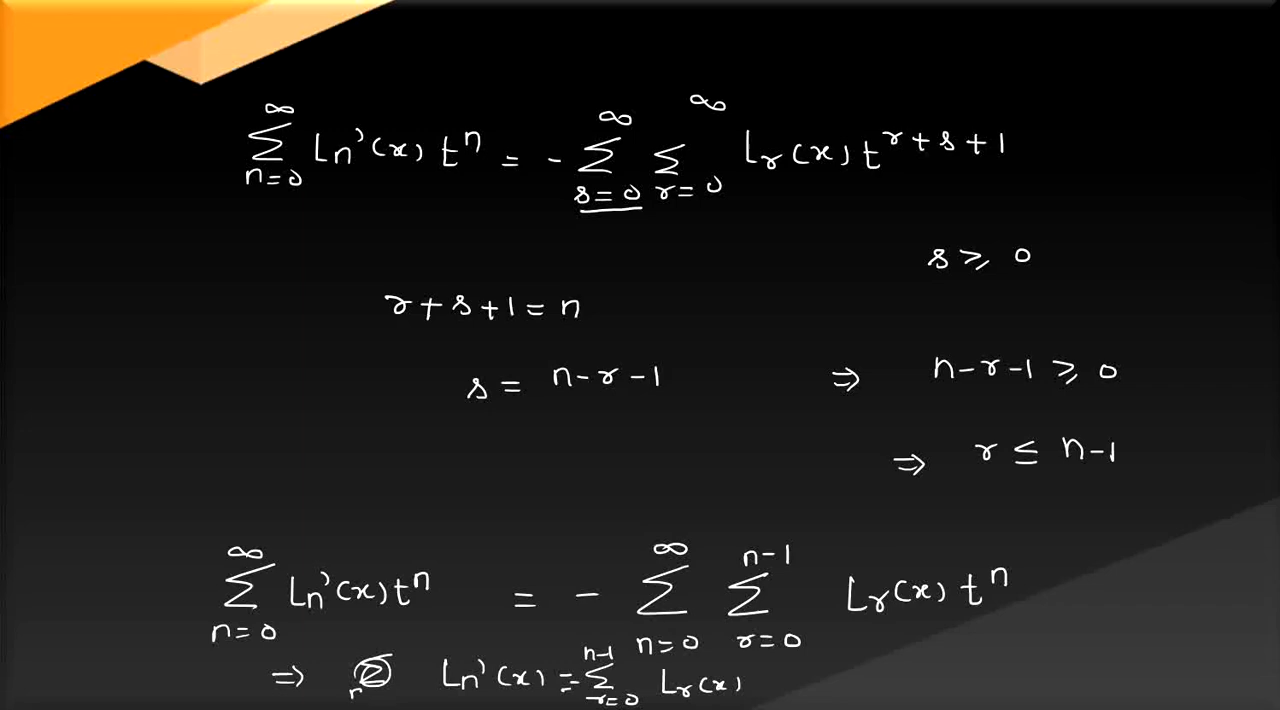 ∞ ∑ n=0 Ln'(x) t^n = - ∞ ∑ s=0 ∞ ∑ r=0 Lr(x) t^r+s+1
s ⩾ 0
r+s+1 = n
s = n-r-1 ⇒ n-r-1 ⩾ 0
⇒ r ≤ n-1
∞ ∑ n=0 Ln'(x) t^n = - ∞ ∑ n=0 n-1 ∑ r=0 Lr(x) t^n
⇒ Ln'(x) = - n-1 ∑ r=0 Lr(x)